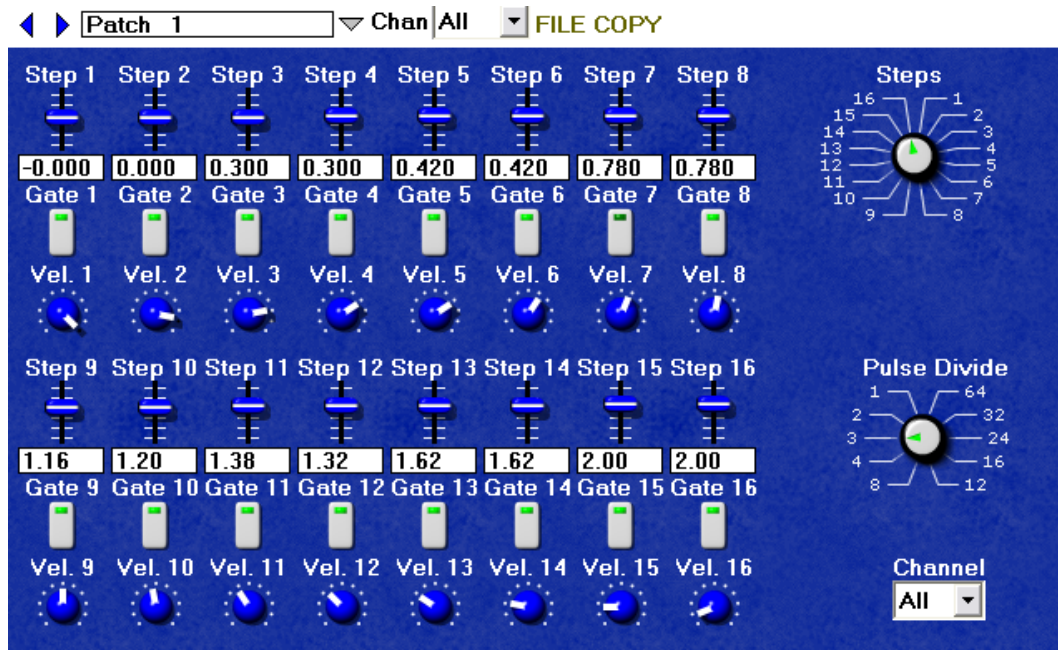 Patch 1 Chan All FILE COPY
Step 1 Step 2 Step 3 Step 4 Step 5 Step 6 Step 7 Step 8
-0.000 0.000 0.300 0.300 0.420 0.420 0.780 0.780
Gate 1 Gate 2 Gate 3 Gate 4 Gate 5 Gate 6 Gate 7 Gate 8
Vel. 1 Vel. 2 Vel. 3 Vel. 4 Vel. 5 Vel. 6 Vel. 7 Vel. 8
Steps
16 1
15 2
14 3
13 4
12 5
11 6
10 7
9 8
Step 9 Step 10 Step 11 Step 12 Step 13 Step 14 Step 15 Step 16
1.16 1.20 1.38 1.32 1.62 1.62 2.00 2.00
Gate 9 Gate 10 Gate 11 Gate 12 Gate 13 Gate 14 Gate 15 Gate 16
Vel. 9 Vel. 10 Vel. 11 Vel. 12 Vel. 13 Vel. 14 Vel. 15 Vel. 16
Pulse Divide
1 64
2 32
3 24
4 16
8 12
Channel
All